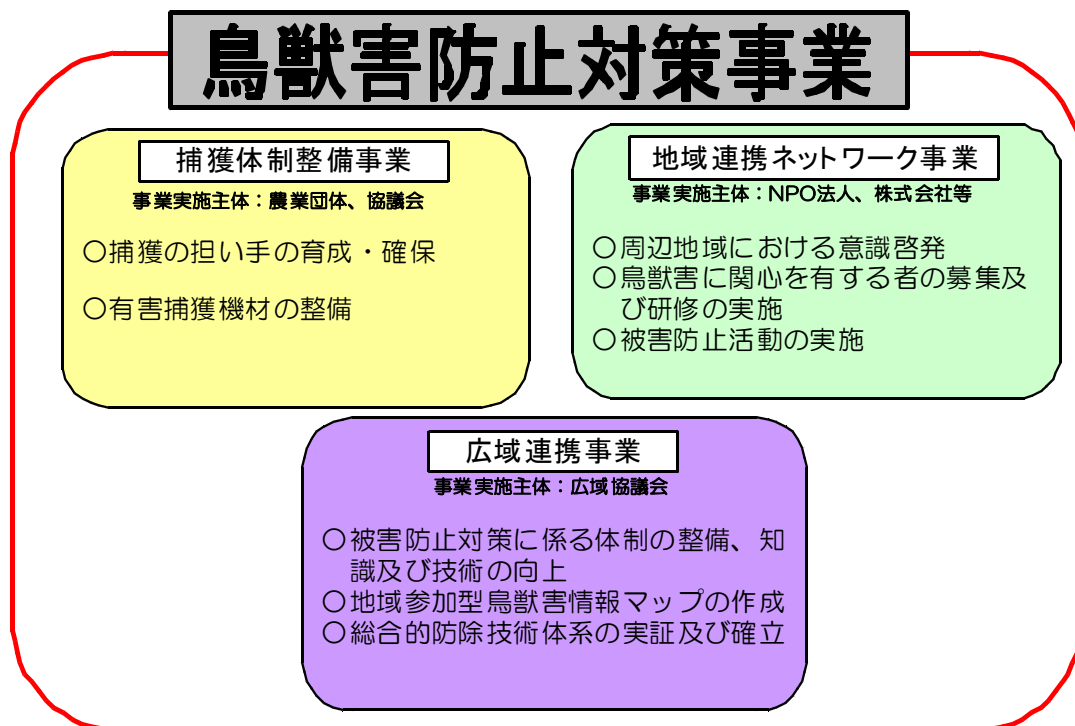 鳥獣害防止対策事業
捕獲体制整備事業
事業実施主体：農業団体、協議会
○捕獲の担い手の育成・確保
○有害捕獲機材の整備
地域連携ネットワーク事業
事業実施主体：NPO法人、株式会社等
○周辺地域における意識啓発
○鳥獣害に関心を有する者の募集及
び研修の実施
○被害防止活動の実施
広域連携事業
事業実施主体：広域協議会
○被害防止対策に係る体制の整備、知
識及び技術の向上
○地域参加型鳥獣害情報マップの作成
○総合的防除技術体系の実証及び確立